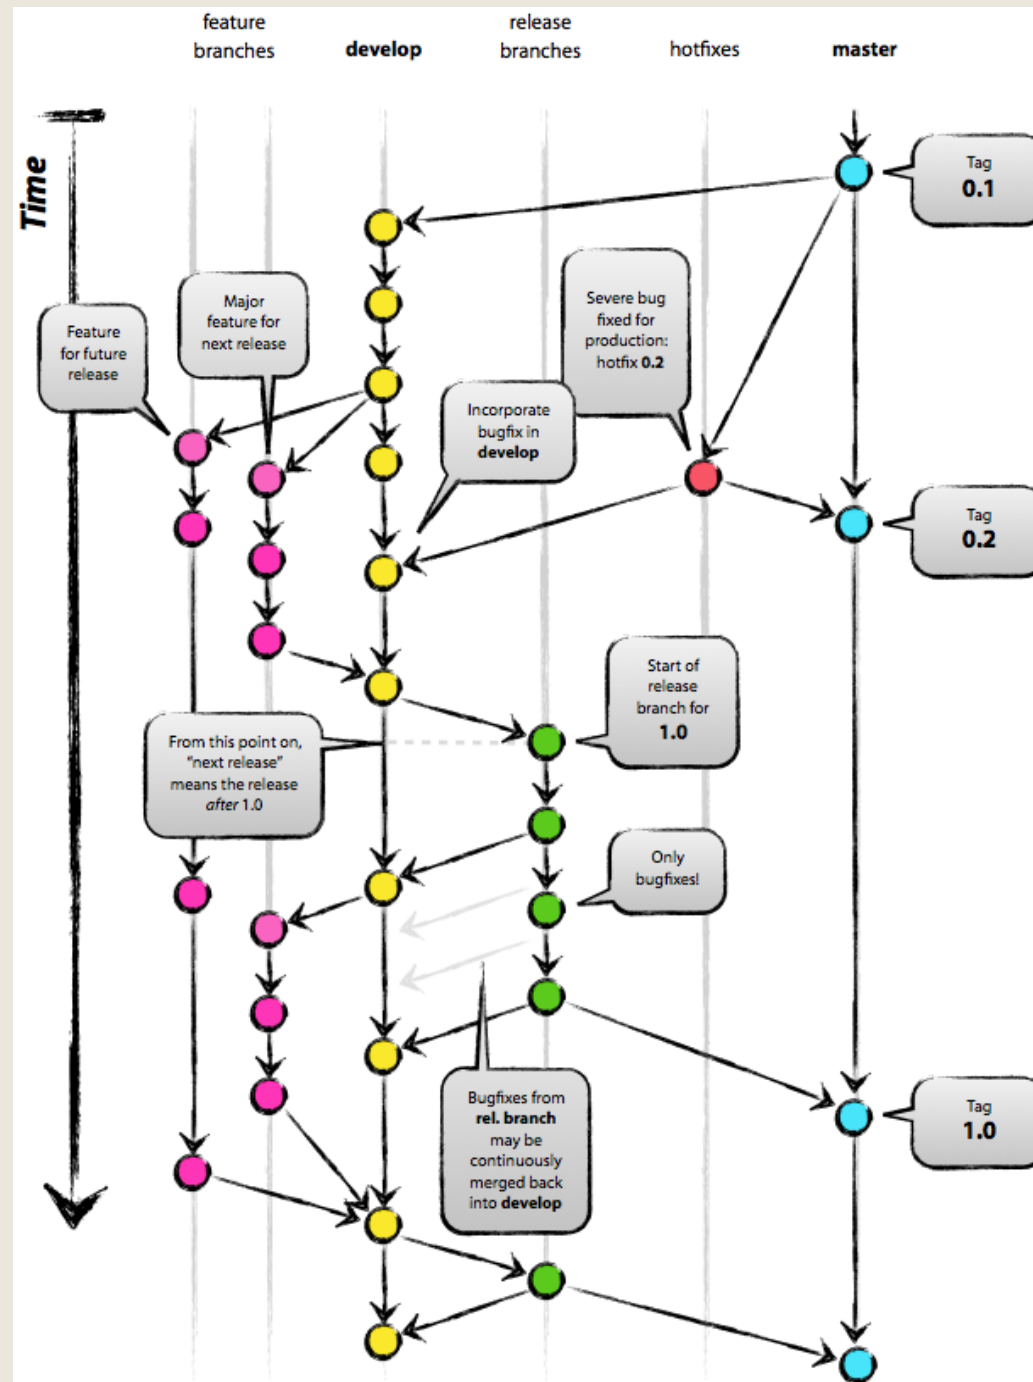 feature
branches
develop
release
branches
hotfixes
master
Time
Tag
0.1
Major
feature for
next release
Feature
for future
release
Severe bug
fixed for
production:
hotfix 0.2
Incorporate
bugfix in
develop
Tag
0.2
Start of
release
branch for
1.0
From this point on,
“next release”
means the release
after 1.0
Only
bugfixes!
Bugfixes from
rel. branch
may be
continuously
merged back
into develop
Tag
1.0